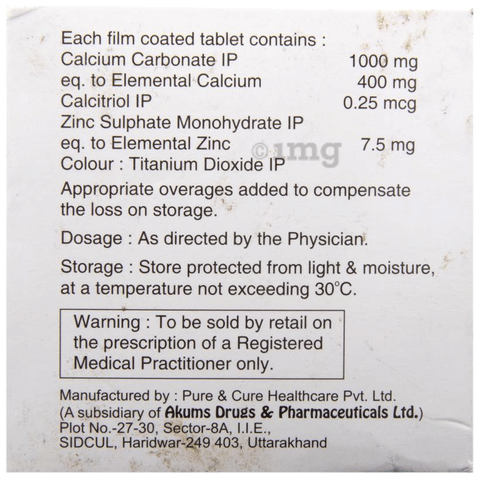 Each film coated tablet contains :
Calcium Carbonate IP 1000 mg
eq. to Elemental Calcium 400 mg
Calcitriol IP 0.25 mcg
Zinc Sulphate Monohydrate IP
eq. to Elemental Zinc 7.5 mg
1mg
Colour : Titanium Dioxide IP
Appropriate overages added to compensate
the loss on storage.
Dosage : As directed by the Physician.
Storage : Store protected from light & moisture,
at a temperature not exceeding 30°C.
Warning : To be sold by retail on
the prescription of a Registered
Medical Practitioner only.
Manufactured by : Pure & Cure Healthcare Pvt. Ltd.
(A subsidiary of Akums Drugs & Pharmaceuticals Ltd.)
Plot No.-27-30, Sector-8A, I.I.E.,
SIDCUL, Haridwar-249 403, Uttarakhand